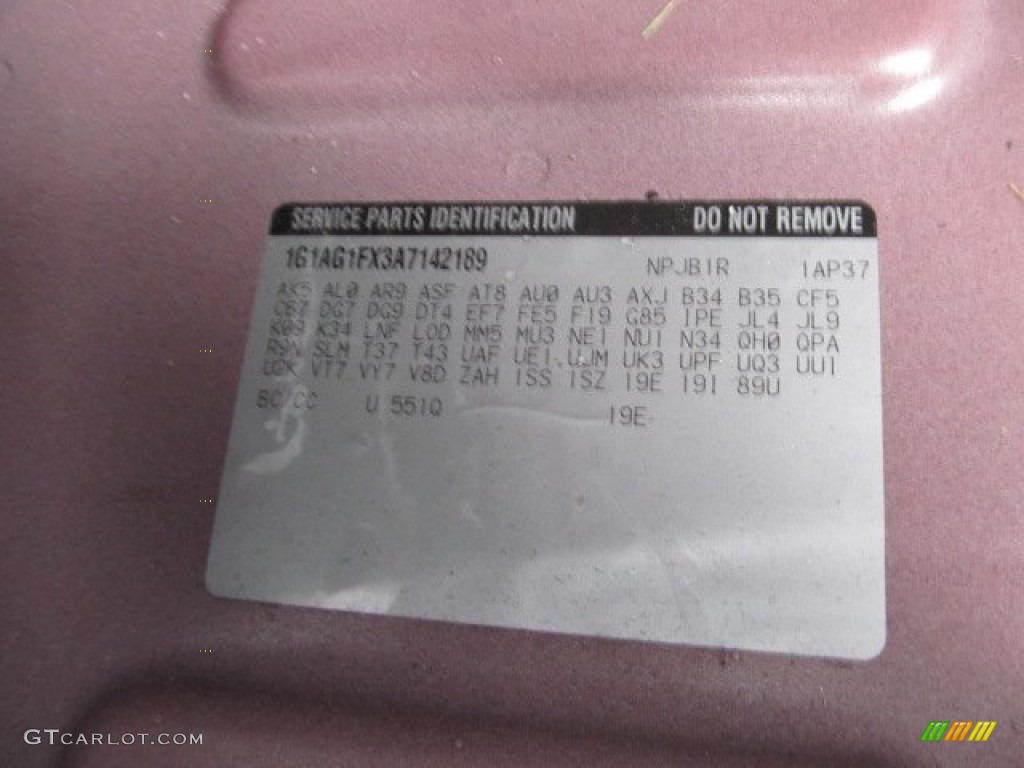 SERVICE PARTS IDENTIFICATION DO NOT REMOVE
1G1AG1FX3A7142189 NPJB1R 1AP37
AK5 AL0 AR9 ASF AT8 AU0 AU3 AXJ B34 B35 CF5
C67 DG7 DG9 DT4 EF7 FE5 F19 G85 IPE JL4 JL9
K09 K34 LNF LOD MM5 MU3 NE1 NU1 N34 QH0 QPA
R9N SLM T37 T43 UAF UE1 UJM UK3 UPF UQ3 UU1
U2K VT7 VY7 V8D ZAH 1SS 1SZ 19E 19I 89U
BC/CC U 551Q 19E
GTCARLOT.COM